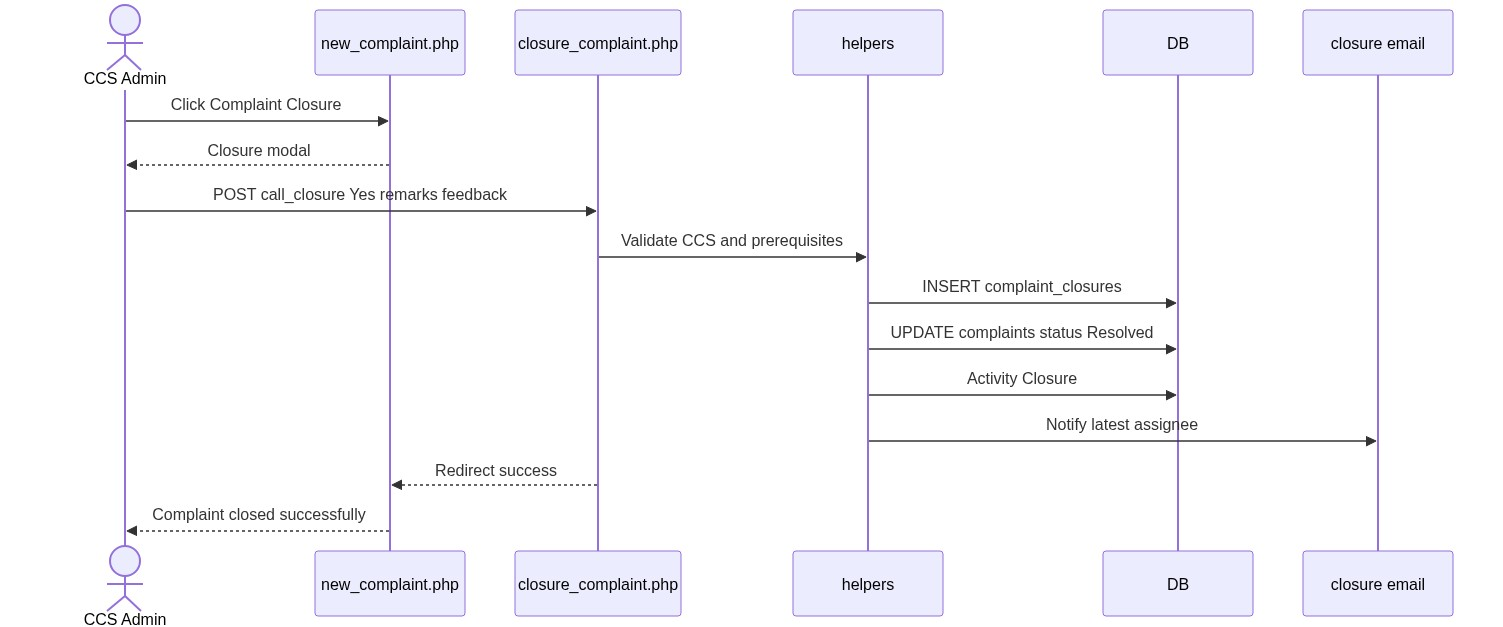 CCS Admin
new_complaint.php
closure_complaint.php
helpers
DB
closure email
Click Complaint Closure
Closure modal
POST call_closure Yes remarks feedback
Validate CCS and prerequisites
INSERT complaint_closures
UPDATE complaints status Resolved
Activity Closure
Notify latest assignee
Redirect success
Complaint closed successfully
CCS Admin
new_complaint.php
closure_complaint.php
helpers
DB
closure email